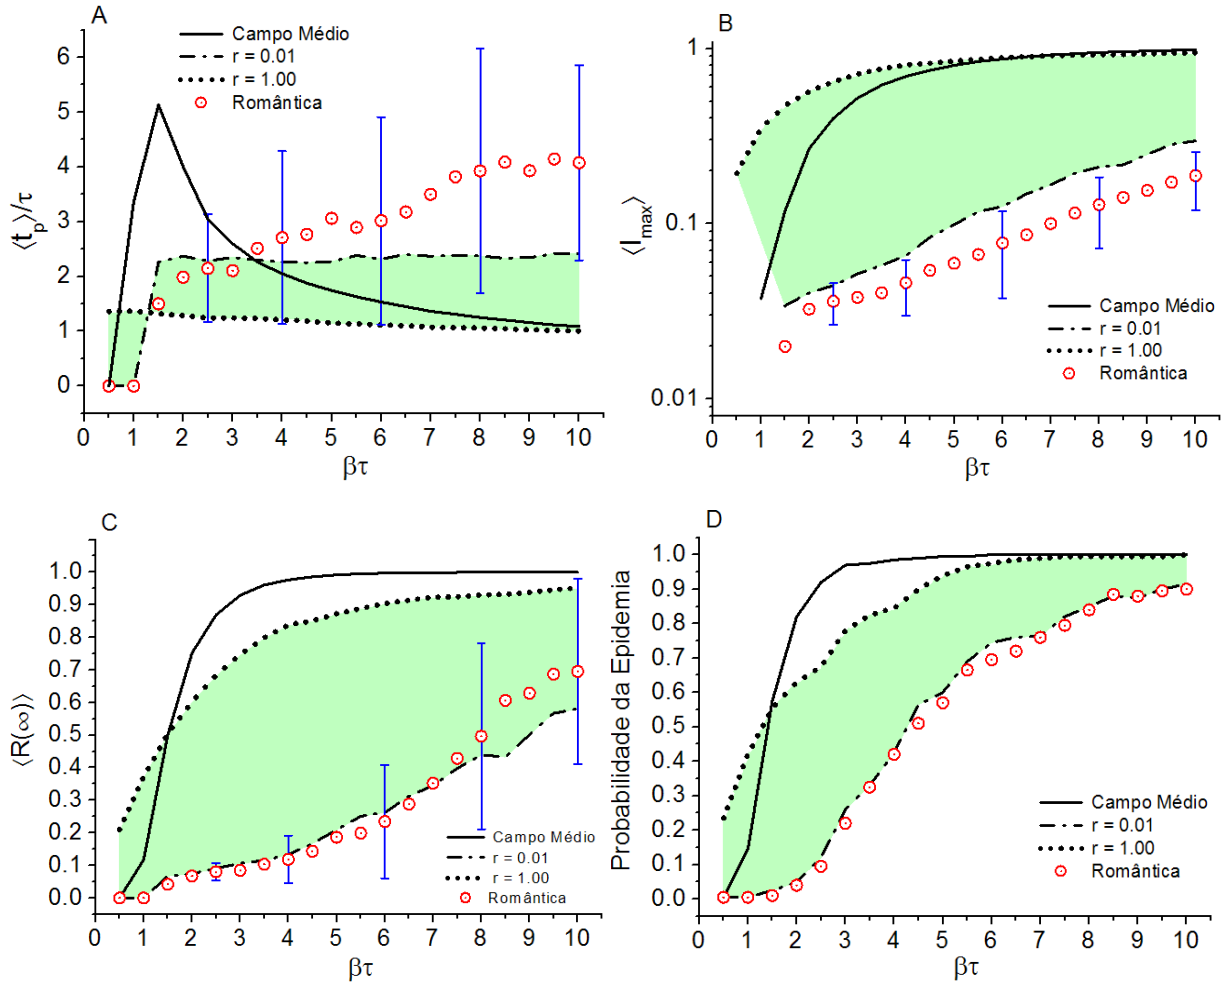 A
Campo Médio
r = 0.01
r = 1.00
Romântica
6
5
4
3
2
1
0
⟨t_p⟩/τ
0 1 2 3 4 5 6 7 8 9 10
βτ
B
1
0.1
0.01
⟨I_max⟩
Campo Médio
r = 0.01
r = 1.00
Romântica
0 1 2 3 4 5 6 7 8 9 10
βτ
C
1.0
0.9
0.8
0.7
0.6
0.5
0.4
0.3
0.2
0.1
0.0
⟨R(∞)⟩
Campo Médio
r = 0.01
r = 1.00
Romântica
0 1 2 3 4 5 6 7 8 9 10
βτ
D
1.0
0.9
0.8
0.7
0.6
0.5
0.4
0.3
0.2
0.1
0.0
Probabilidade da Epidemia
Campo Médio
r = 0.01
r = 1.00
Romântica
0 1 2 3 4 5 6 7 8 9 10
βτ